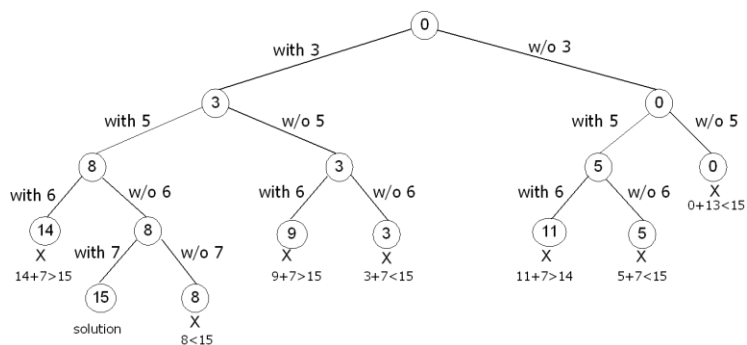 0
with 3
w/o 3
3
0
with 5
w/o 5
with 5
w/o 5
8
3
5
0
X
0+13<15
with 6
w/o 6
with 6
w/o 6
with 6
w/o 6
14
8
9
3
11
5
X
X
X
X
X
14+7>15
9+7>15
3+7<15
11+7>14
5+7<15
with 7
w/o 7
15
8
solution
X
8<15